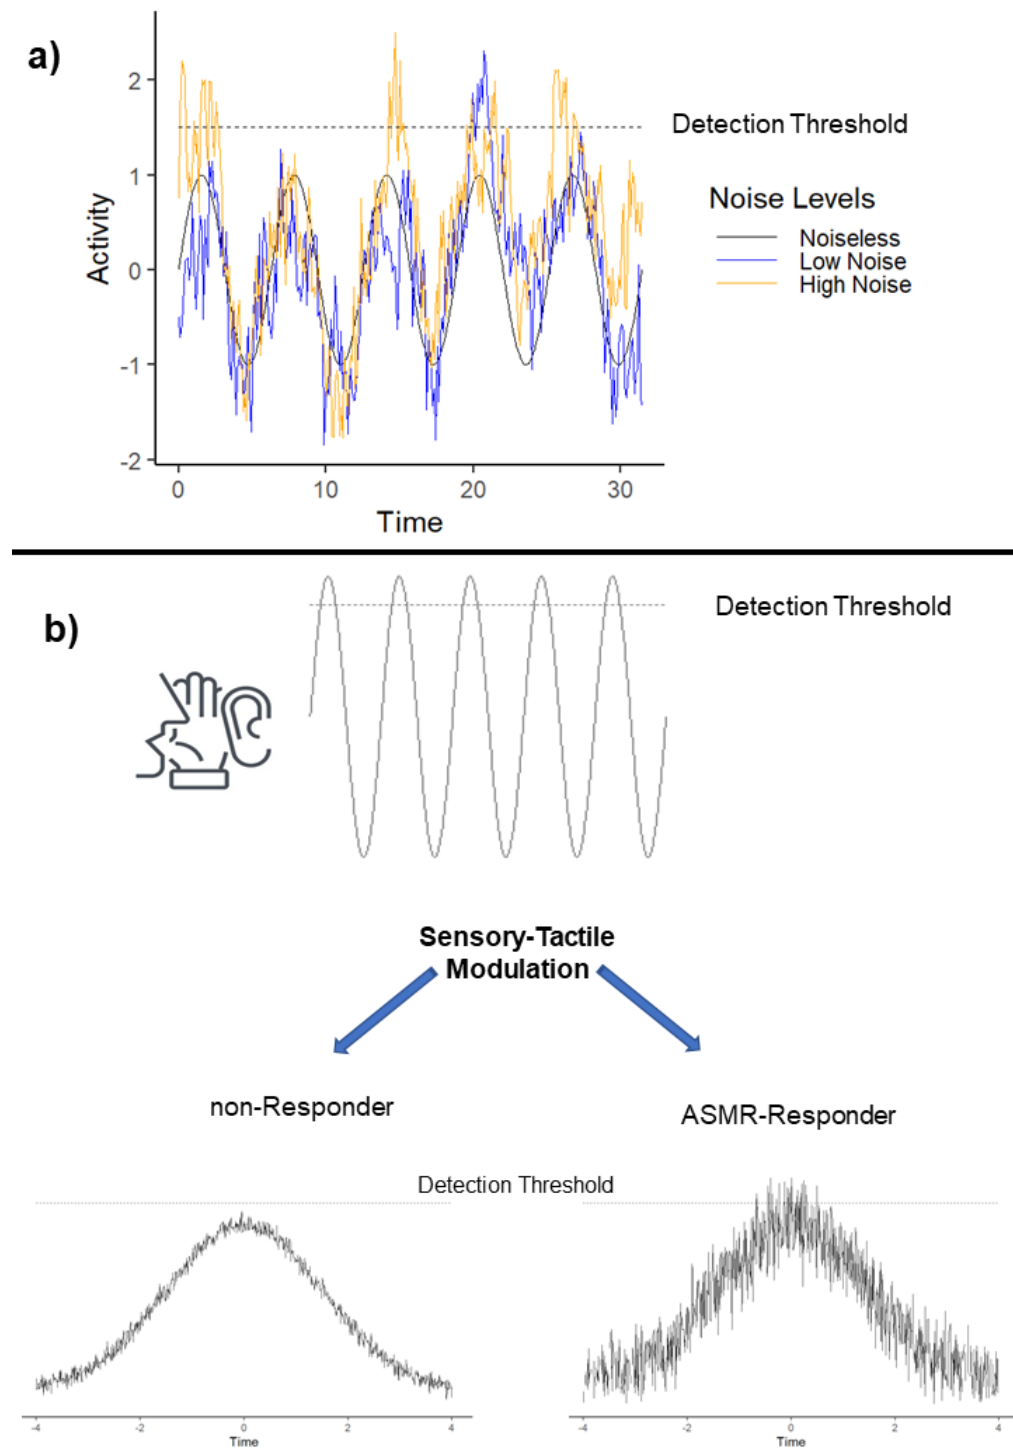 a)
2
1
0
-1
-2
Activity
0 10 20 30
Time
Detection Threshold
Noise Levels
Noiseless
Low Noise
High Noise
b)
Detection Threshold
Sensory-Tactile
Modulation
non-Responder
ASMR-Responder
Detection Threshold
-4 -2 0 2 4
Time
-4 -2 0 2 4
Time